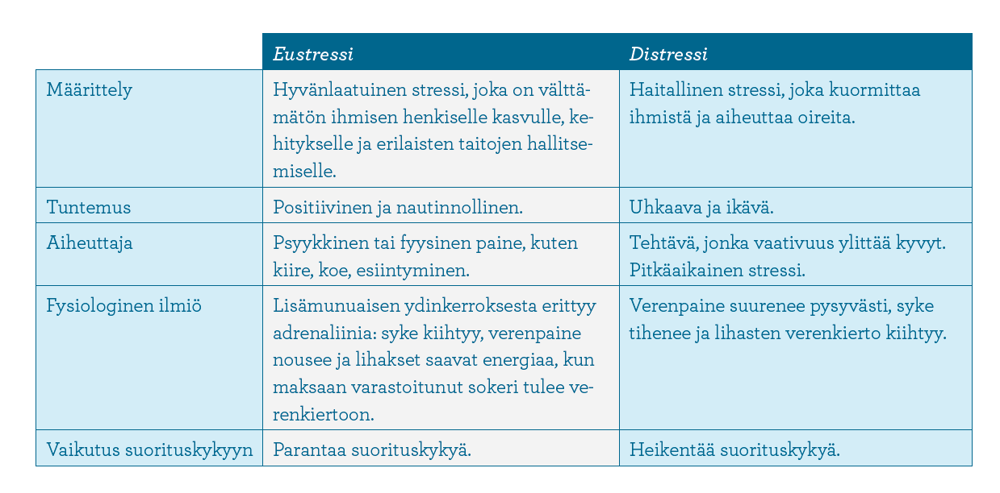 Eustressi
Distressi
Määrittely
Hyvänlaatuinen stressi, joka on välttä-
mätön ihmisen henkiselle kasvulle, ke-
hitykselle ja erilaisten taitojen hallitse-
miselle.
Haitallinen stressi, joka kuormittaa
ihmistä ja aiheuttaa oireita.
Tuntemus
Positiivinen ja nautinnollinen.
Uhkaava ja ikävä.
Aiheuttaja
Psyykkinen tai fyysinen paine, kuten
kiire, koe, esiintyminen.
Tehtävä, jonka vaativuus ylittää kyvyt.
Pitkäaikainen stressi.
Fysiologinen ilmiö
Lisämunuaisen ydinkerroksesta erittyy
adrenaliinia: syke kiihtyy, verenpaine
nousee ja lihakset saavat energiaa, kun
maksaan varastoitunut sokeri tulee ve-
renkiertoon.
Verenpaine suurenee pysyvästi, syke
tihenee ja lihasten verenkierto kiihtyy.
Vaikutus suorituskykyyn
Parantaa suorituskykyä.
Heikentää suorituskykyä.